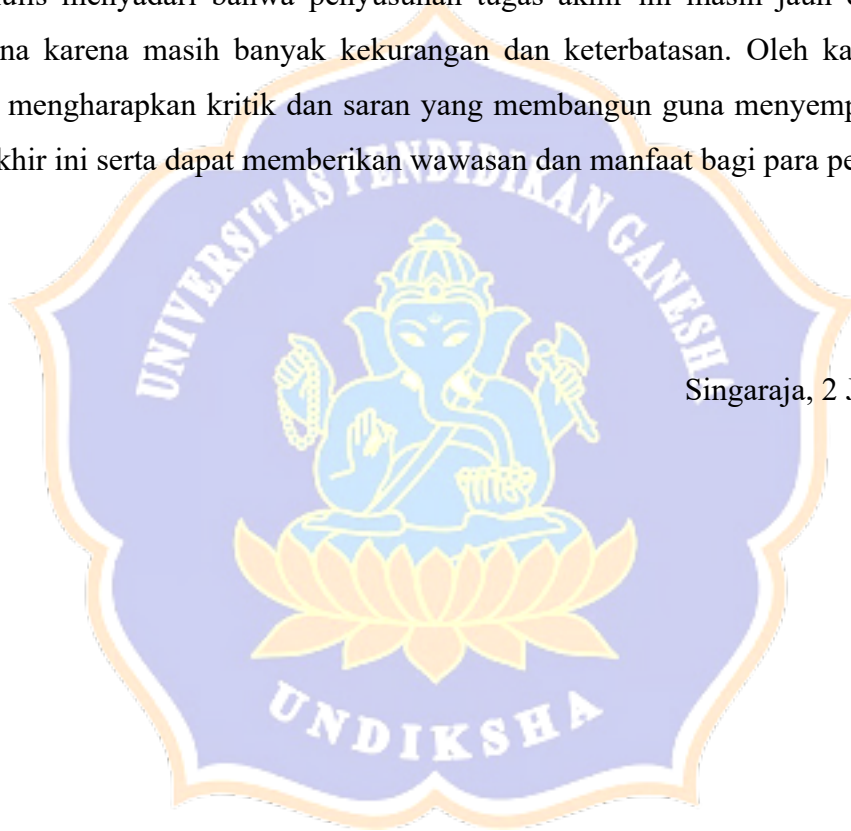 menyadari bahwa penyusunan tugas akhir ini masih jauh
na karena masih banyak kekurangan dan keterbatasan. Oleh ka
mengharapkan kritik dan saran yang membangun guna menyemp
khir ini serta dapat memberikan wawasan dan manfaat bagi para pe
UNIVERSITAS PENDIDIKAN GANESHA
Singaraja, 2 J
UNDIKSHA